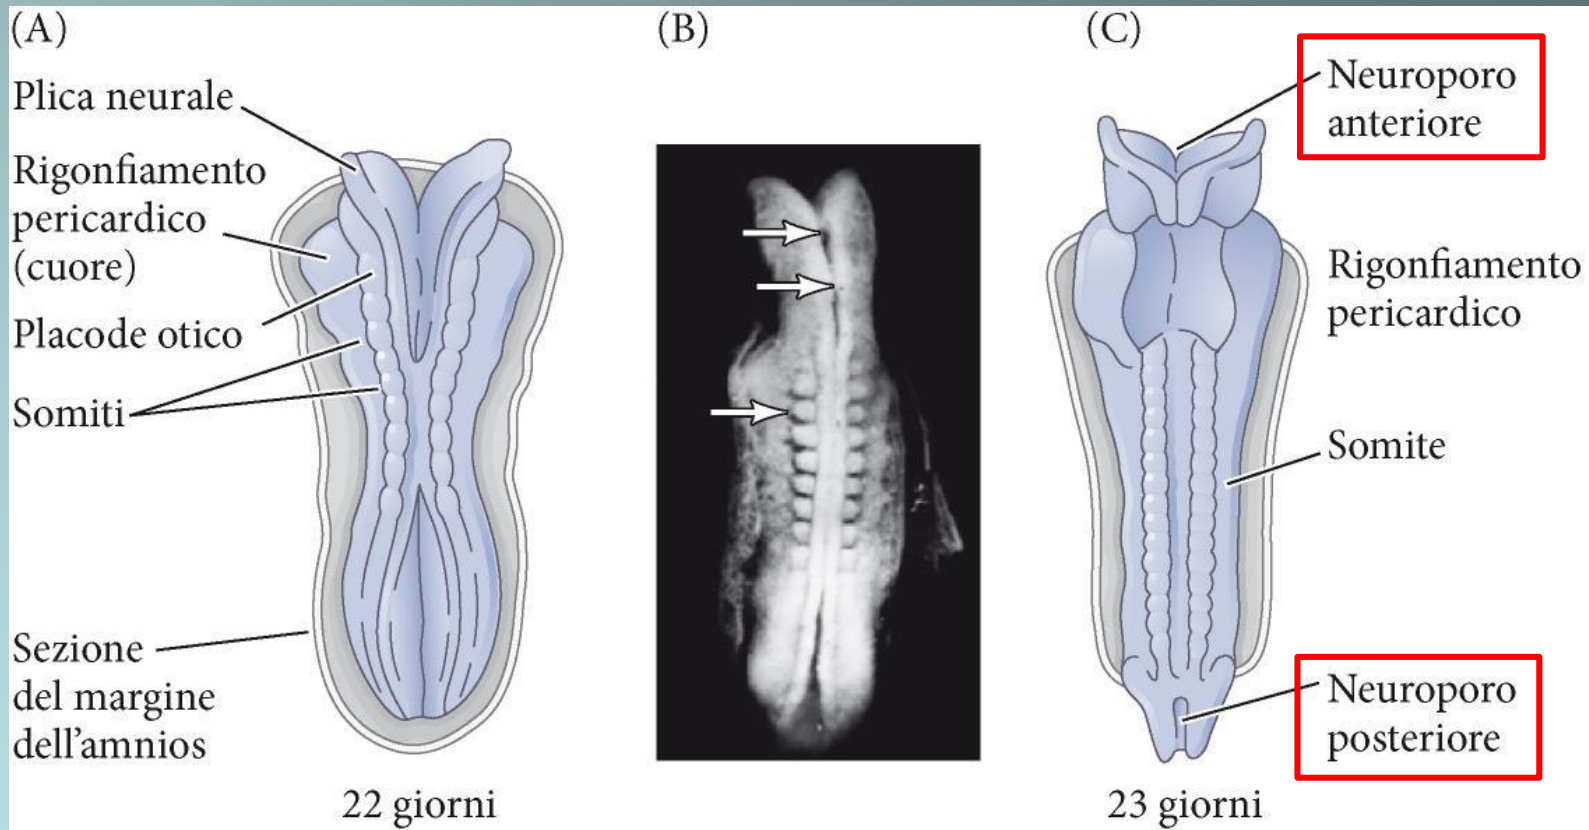 (A)
Plica neurale
Rigonfiamento
pericardico
(cuore)
Placode otico
Somiti
Sezione
del margine
dell'amnios
22 giorni
(B)
(C)
Neuroporo
anteriore
Rigonfiamento
pericardico
Somite
Neuroporo
posteriore
23 giorni